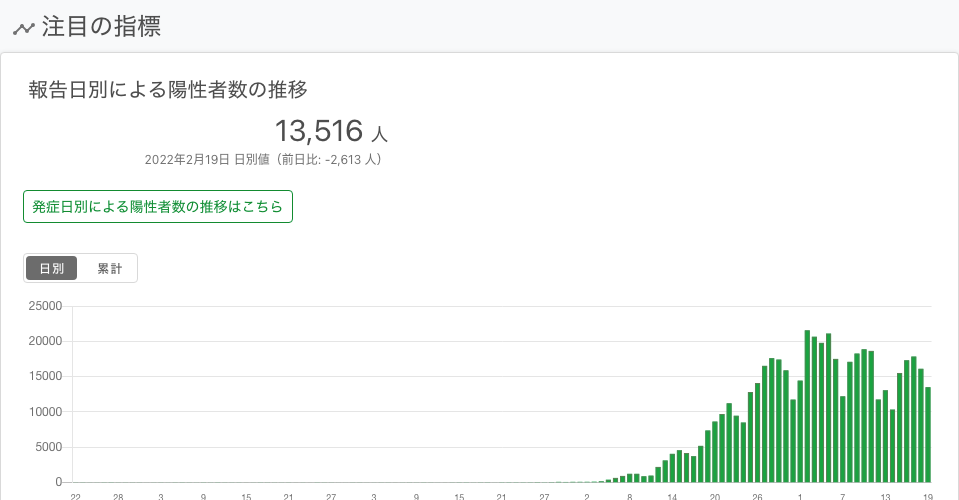 注目の指標
報告日別による陽性者数の推移
13,516 人
2022年2月19日 日別値（前日比: -2,613 人）
発症日別による陽性者数の推移はこちら
日別 累計
25000
20000
15000
10000
5000
0
22 28 3 9 15 21 27 3 9 15 21 27 2 8 14 20 26 1 7 13 19